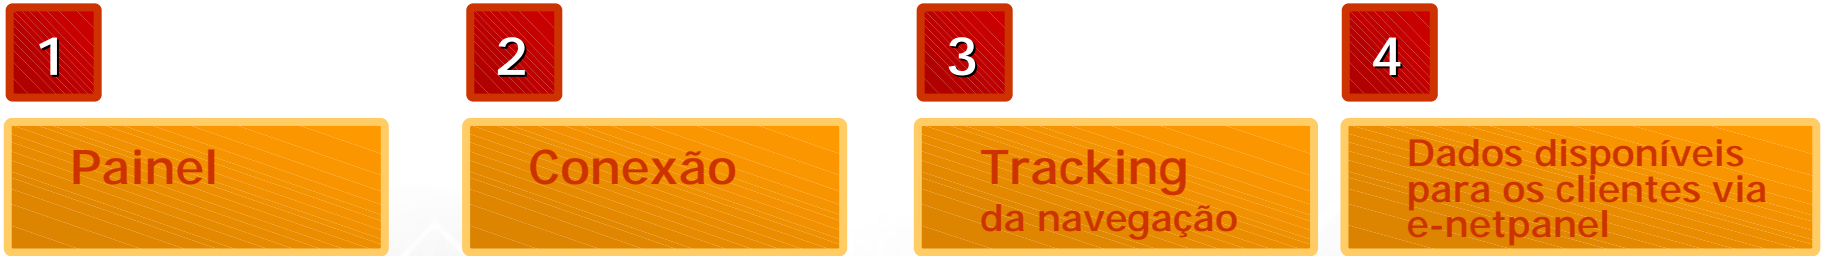 1
2
3
4
Painel
Conexão
Tracking
da navegação
Dados disponíveis
para os clientes via
e-netpanel